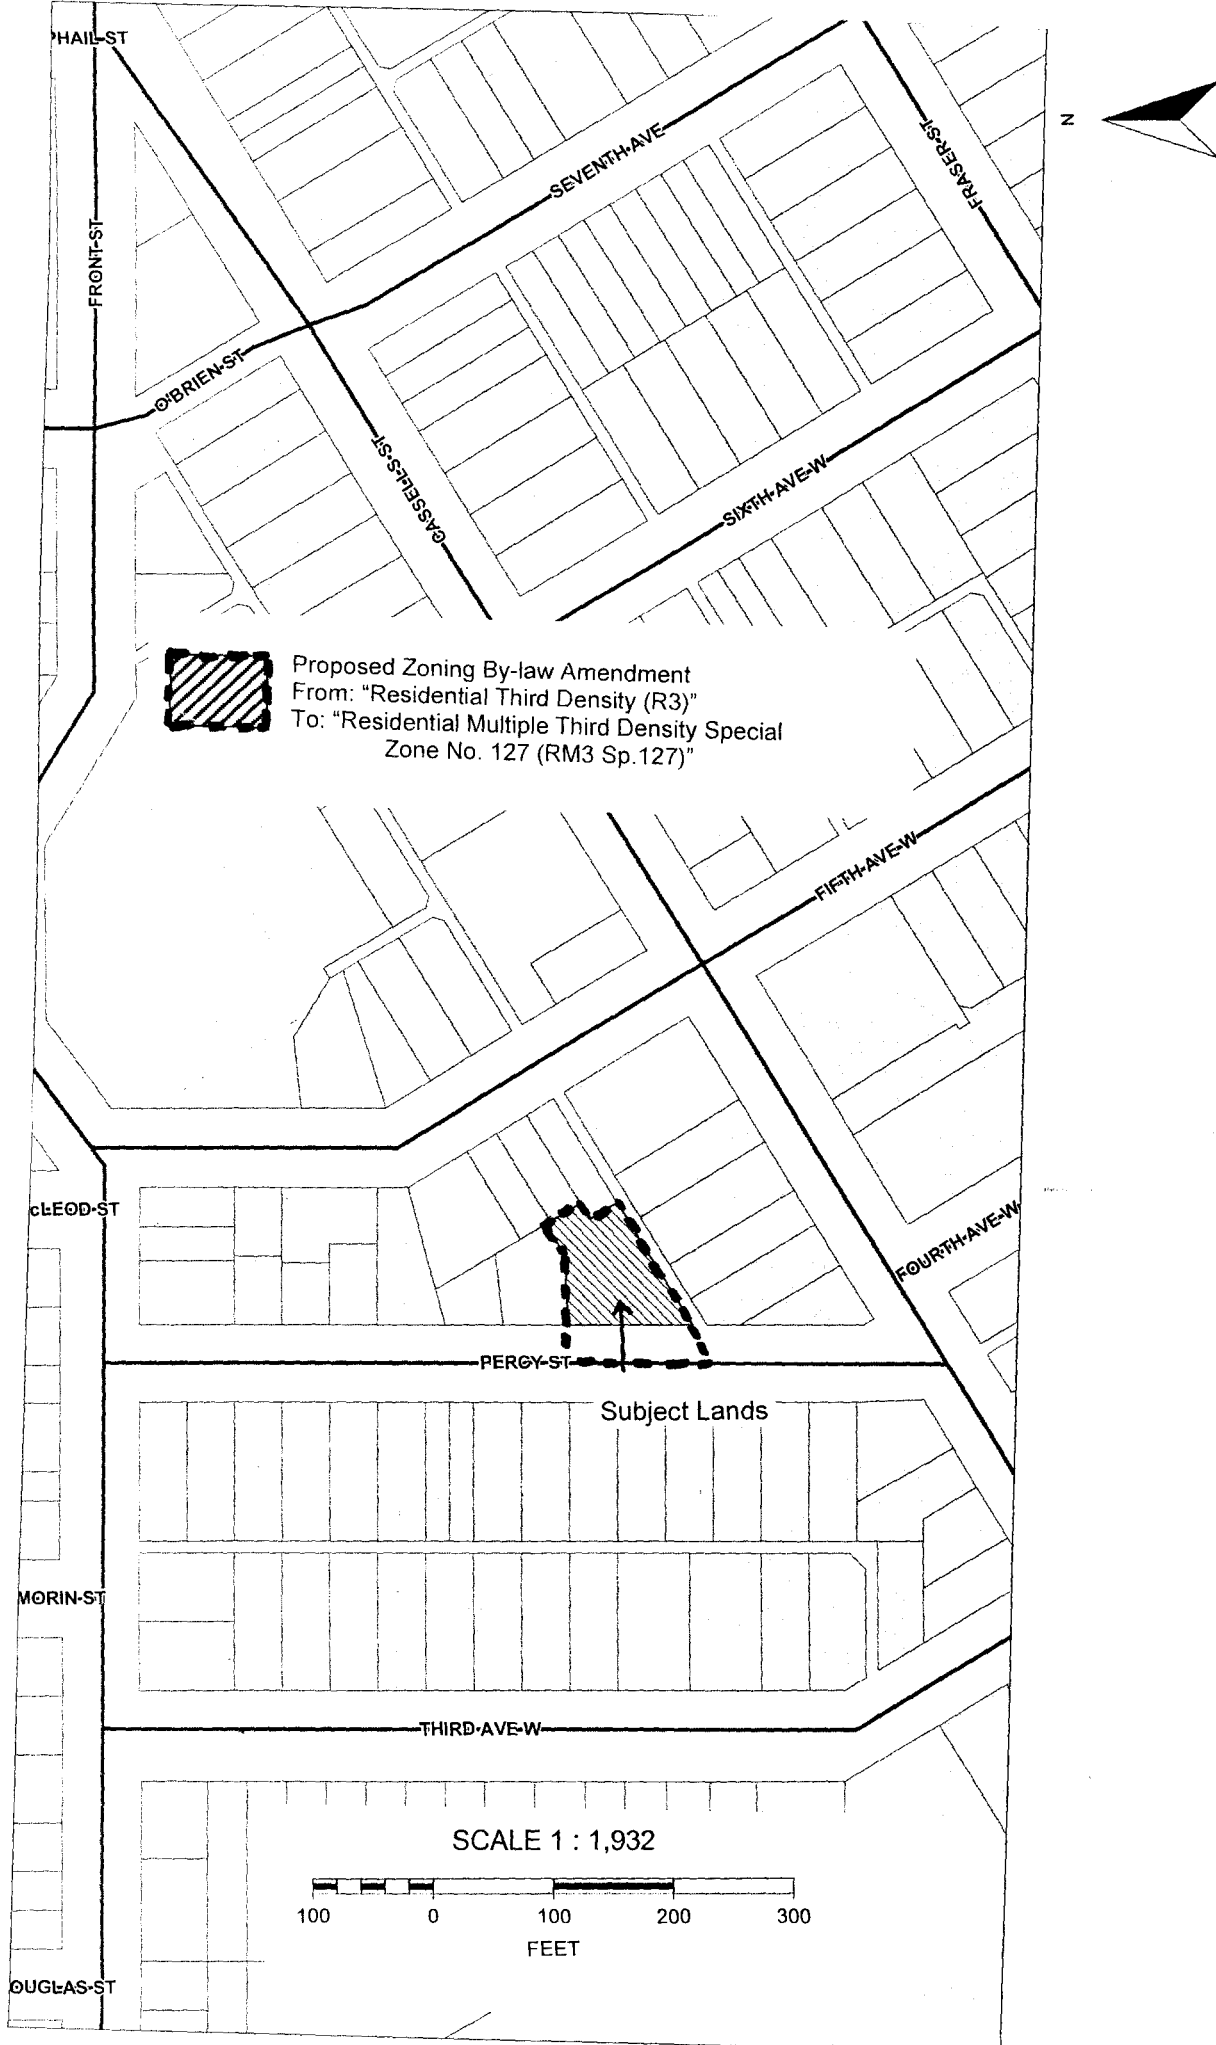 PHAIL-ST
FRONT-ST
SEVENTH-AVE
FRASER-ST
N
O'BRIEN-ST
CASSELLS-ST
SIXTH-AVE-W
Proposed Zoning By-law Amendment
From: “Residential Third Density (R3)”
To: “Residential Multiple Third Density Special
Zone No. 127 (RM3 Sp.127)”
FIFTH-AVE-W
cLEOD-ST
FOURTH-AVE-W
PERCY-ST
Subject Lands
MORIN-ST
THIRD-AVE-W
SCALE 1 : 1,932
100 0 100 200 300
FEET
OUGLAS-ST